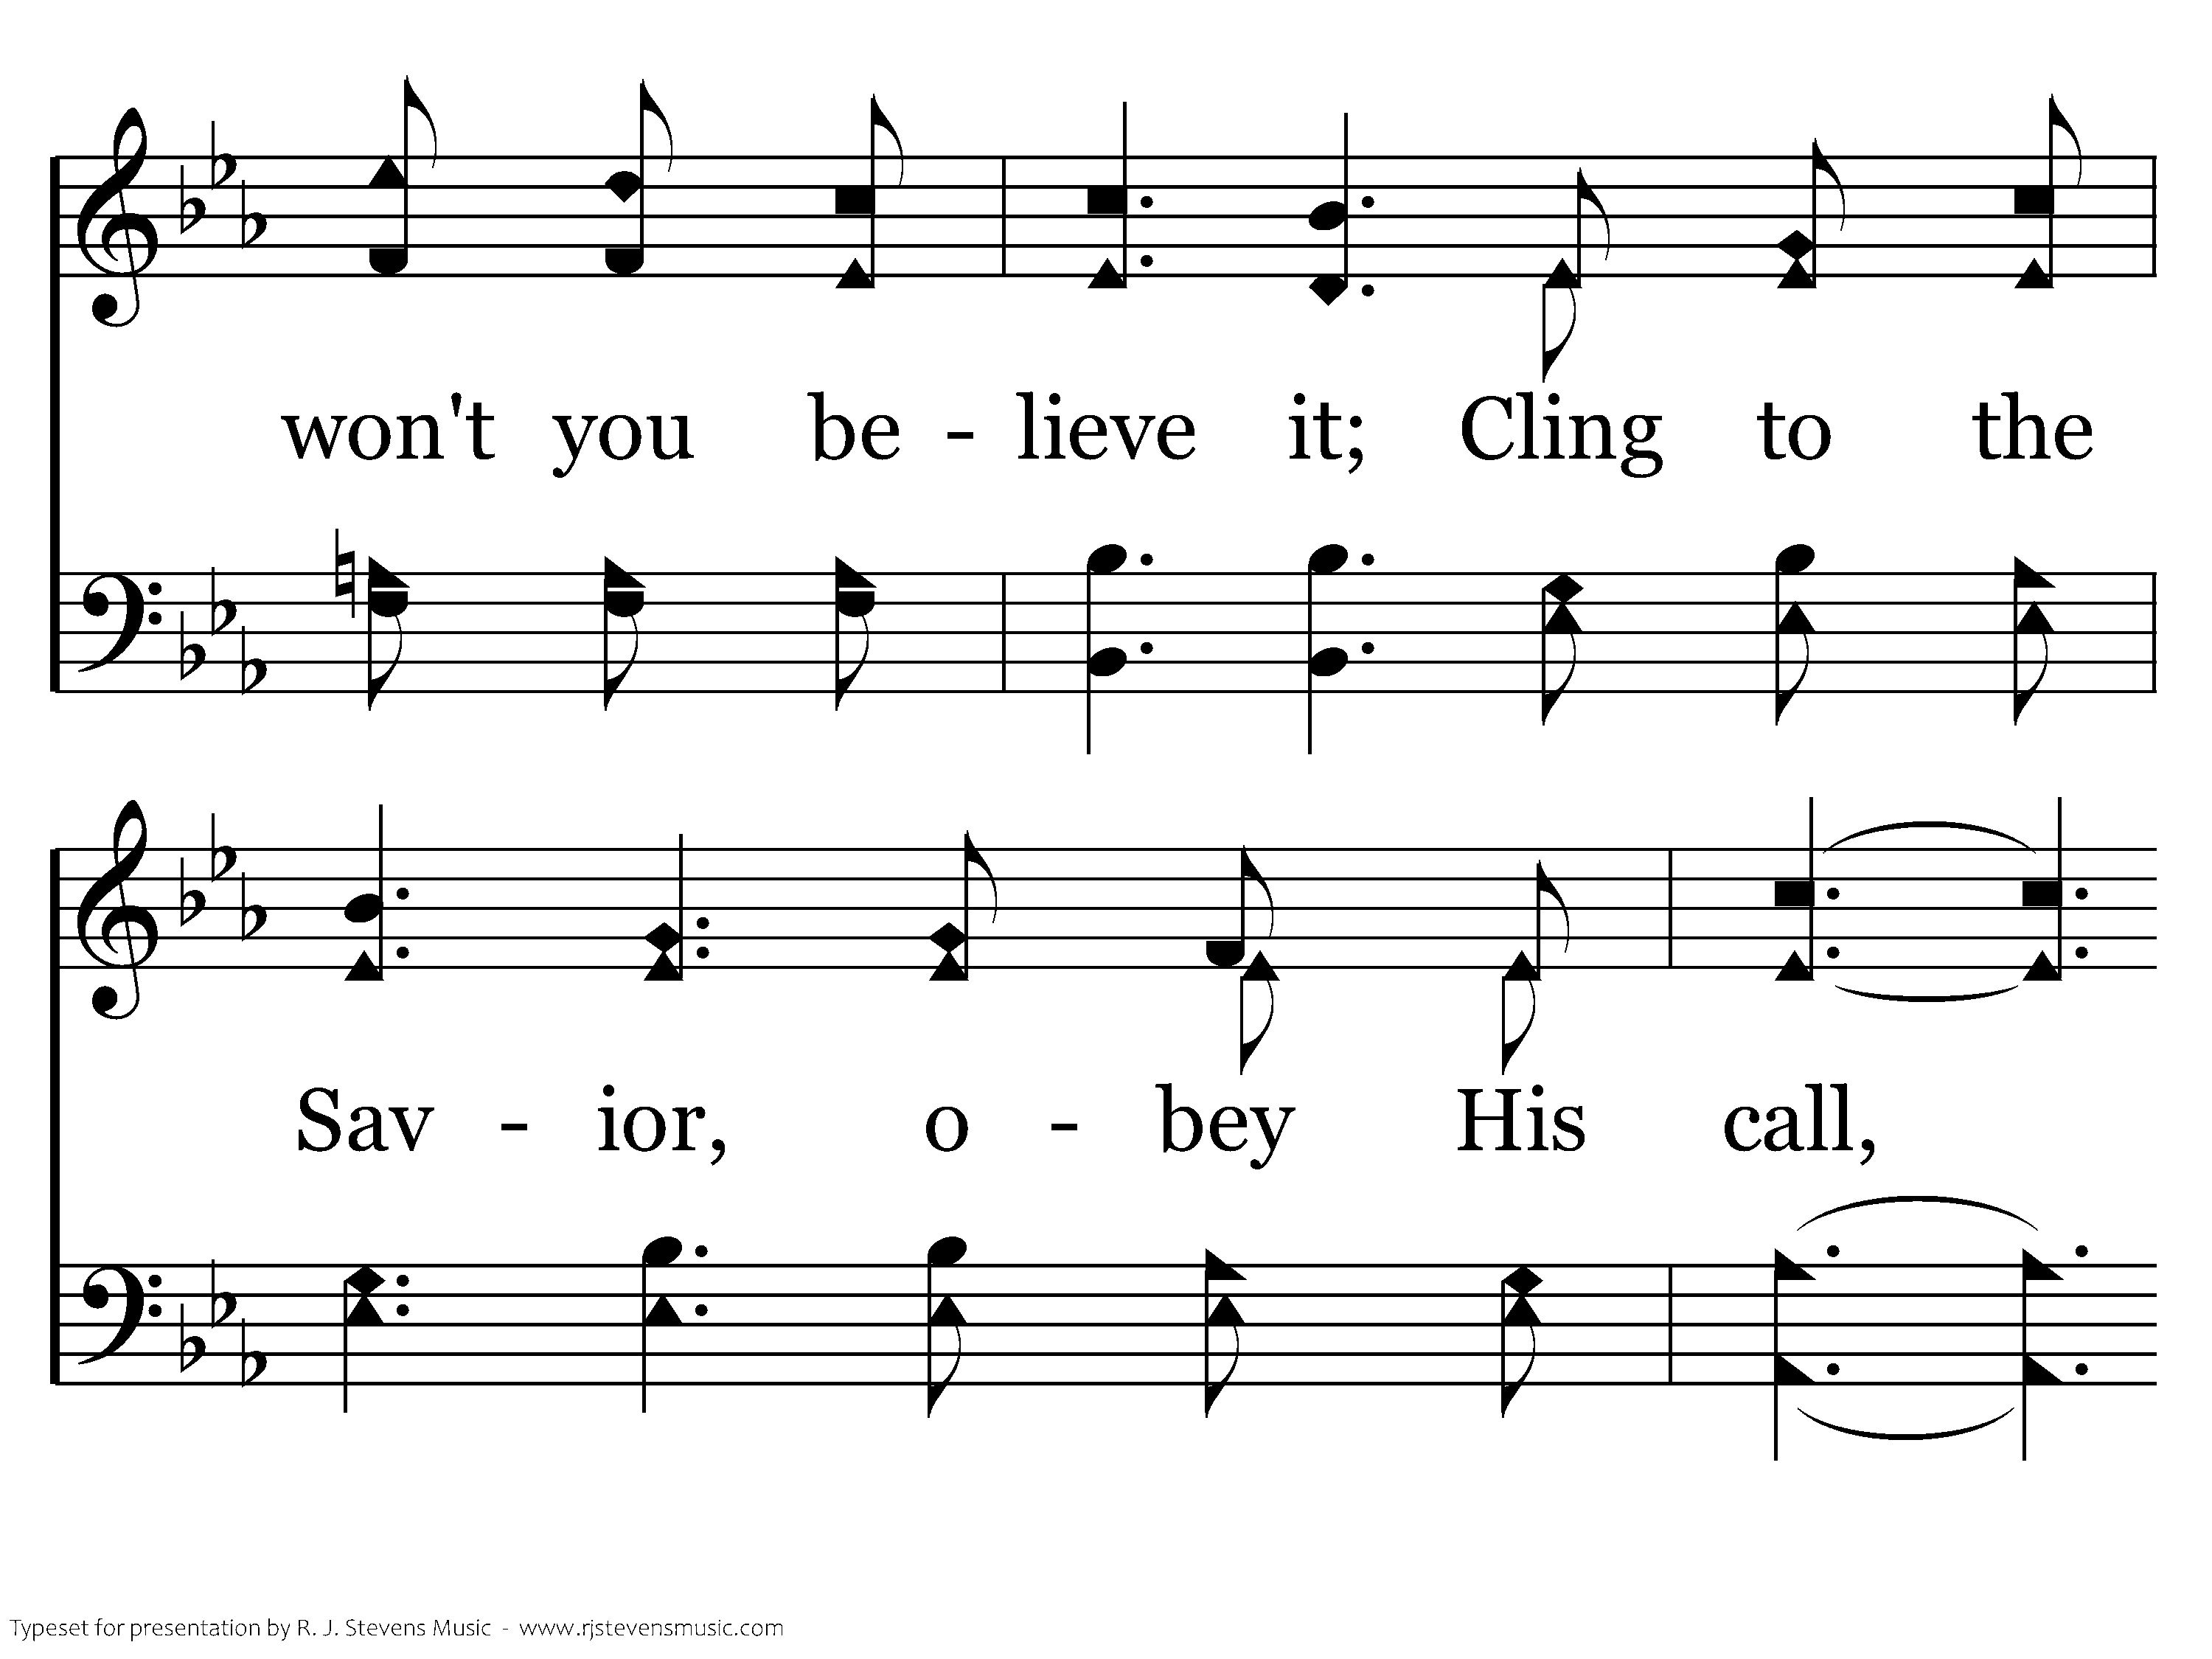 won't you be - lieve it; Cling to the
Sav - ior, o - bey His call,
Typeset for presentation by R. J. Stevens Music - www.rjstevensmusic.com